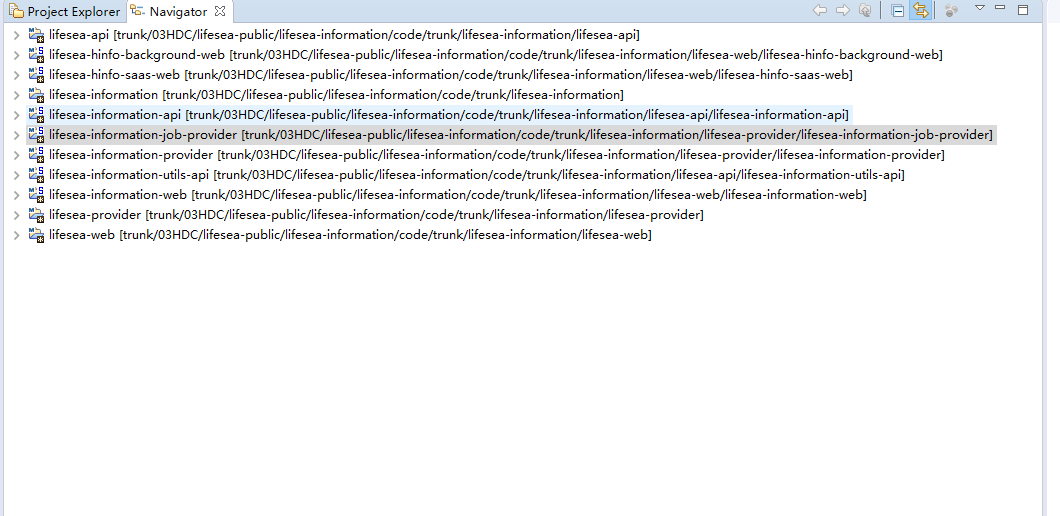 Project Explorer Navigator
lifesea-api [trunk/03HDC/lifesea-public/lifesea-information/code/trunk/lifesea-information/lifesea-api]
lifesea-hinfo-background-web [trunk/03HDC/lifesea-public/lifesea-information/code/trunk/lifesea-information/lifesea-web/lifesea-hinfo-background-web]
lifesea-hinfo-saas-web [trunk/03HDC/lifesea-public/lifesea-information/code/trunk/lifesea-information/lifesea-web/lifesea-hinfo-saas-web]
lifesea-information [trunk/03HDC/lifesea-public/lifesea-information/code/trunk/lifesea-information]
lifesea-information-api [trunk/03HDC/lifesea-public/lifesea-information/code/trunk/lifesea-information/lifesea-api/lifesea-information-api]
lifesea-information-job-provider [trunk/03HDC/lifesea-public/lifesea-information/code/trunk/lifesea-information/lifesea-provider/lifesea-information-job-provider]
lifesea-information-provider [trunk/03HDC/lifesea-public/lifesea-information/code/trunk/lifesea-information/lifesea-provider/lifesea-information-provider]
lifesea-information-utils-api [trunk/03HDC/lifesea-public/lifesea-information/code/trunk/lifesea-information/lifesea-api/lifesea-information-utils-api]
lifesea-information-web [trunk/03HDC/lifesea-public/lifesea-information/code/trunk/lifesea-information/lifesea-web/lifesea-information-web]
lifesea-provider [trunk/03HDC/lifesea-public/lifesea-information/code/trunk/lifesea-information/lifesea-provider]
lifesea-web [trunk/03HDC/lifesea-public/lifesea-information/code/trunk/lifesea-information/lifesea-web]